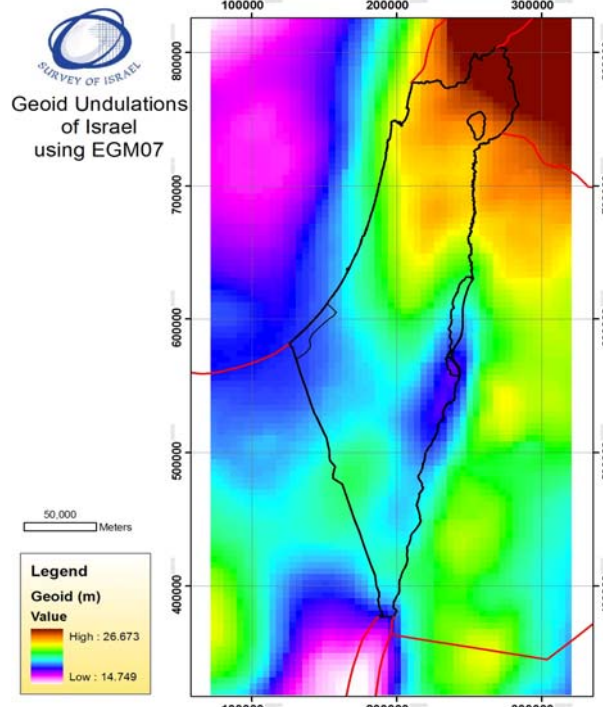 SURVEY OF ISRAEL
Geoid Undulations
of Israel
using EGM07
100000 200000 300000
800000
700000
600000
500000
400000
50,000
Meters
Legend
Geoid (m)
Value
High : 26.673
Low : 14.749